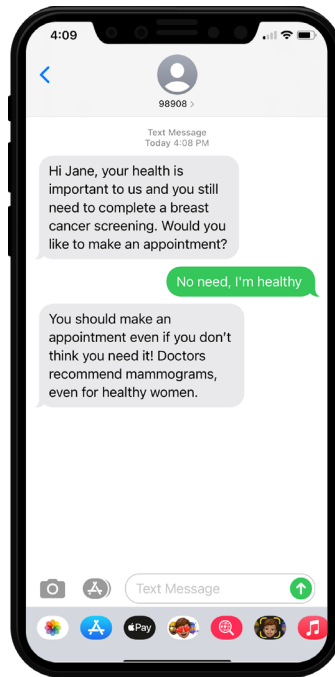 4:09
98908 >
Text Message
Today 4:08 PM
Hi Jane, your health is
important to us and you still
need to complete a breast
cancer screening. Would you
like to make an appointment?
No need, I'm healthy
You should make an
appointment even if you don't
think you need it! Doctors
recommend mammograms,
even for healthy women.
Text Message
Pay